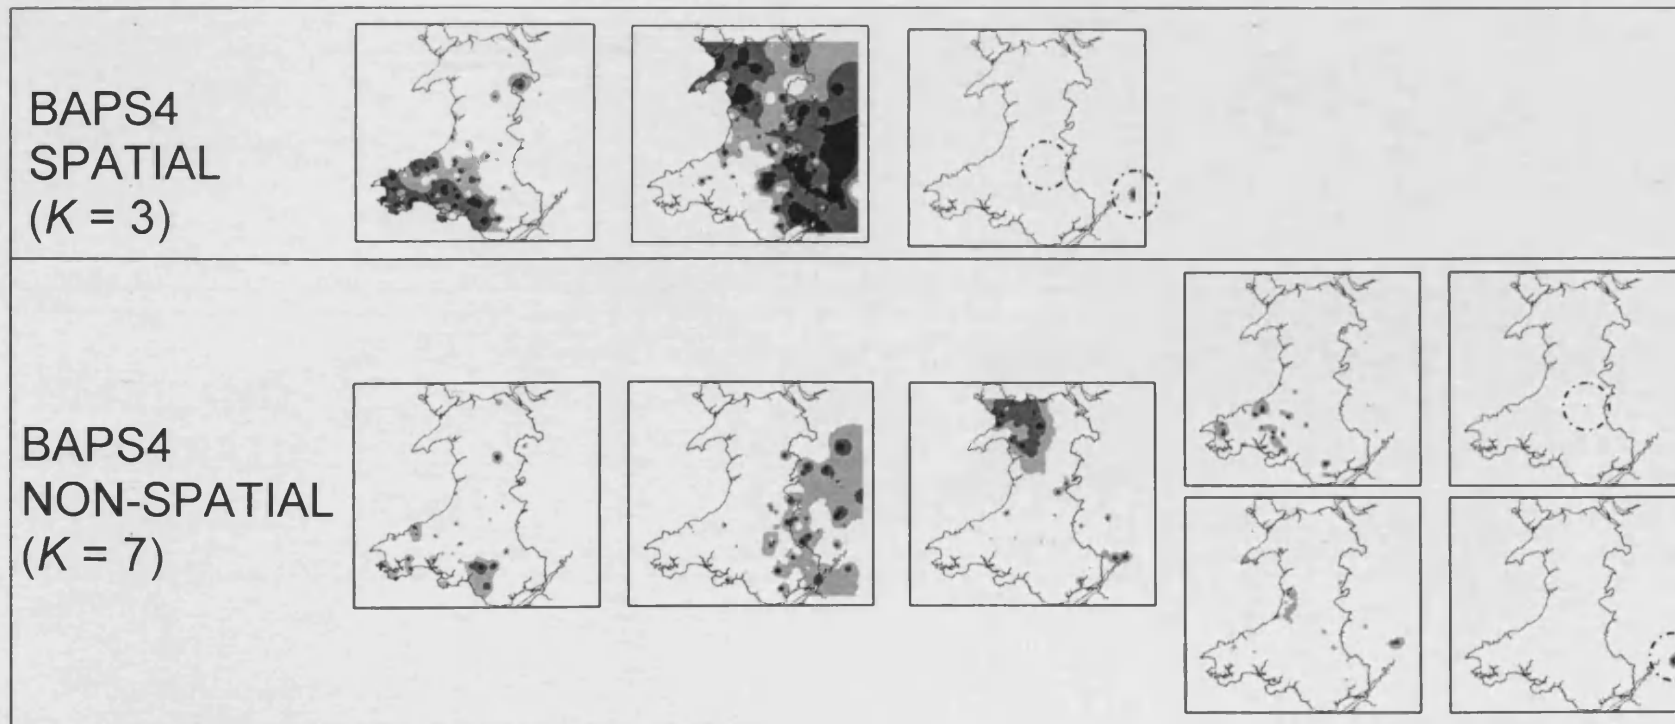 BAPS4
SPATIAL
(K = 3)
BAPS4
NON-SPATIAL
(K = 7)